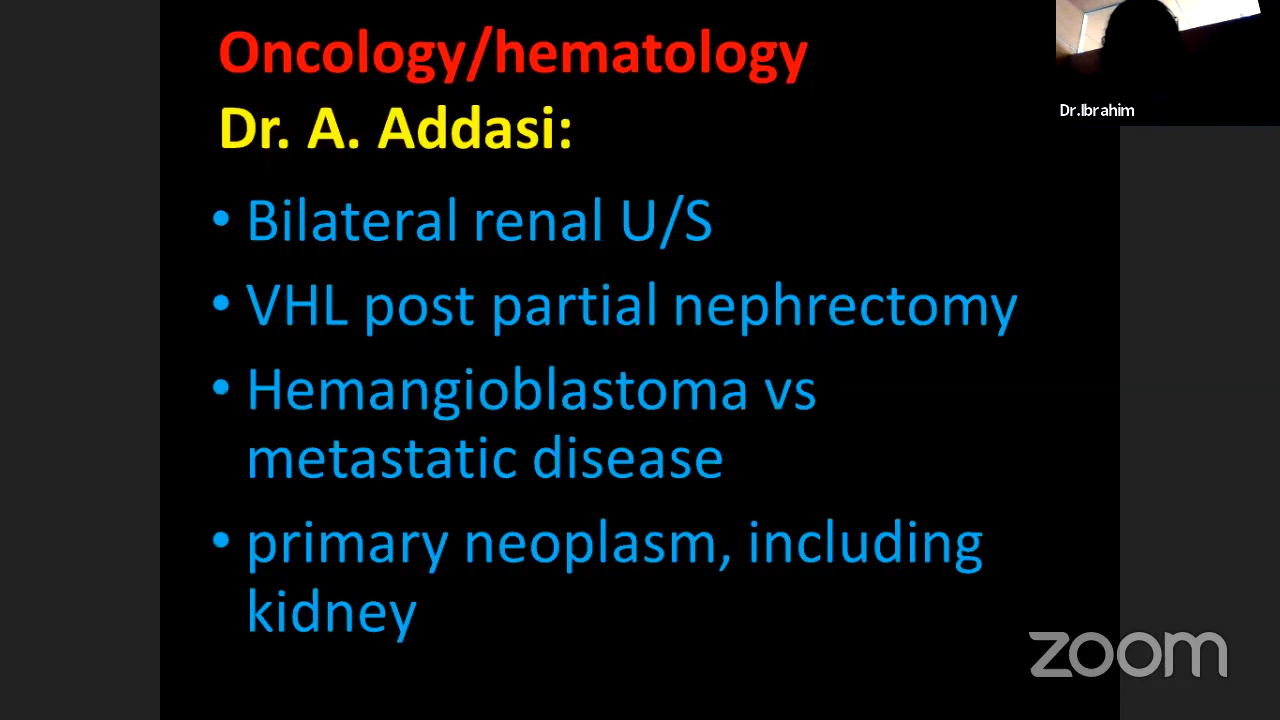 Oncology/hematology
Dr. A. Addasi:
Dr.Ibrahim
• Bilateral renal U/S
• VHL post partial nephrectomy
• Hemangioblastoma vs
metastatic disease
• primary neoplasm, including
kidney
zoom